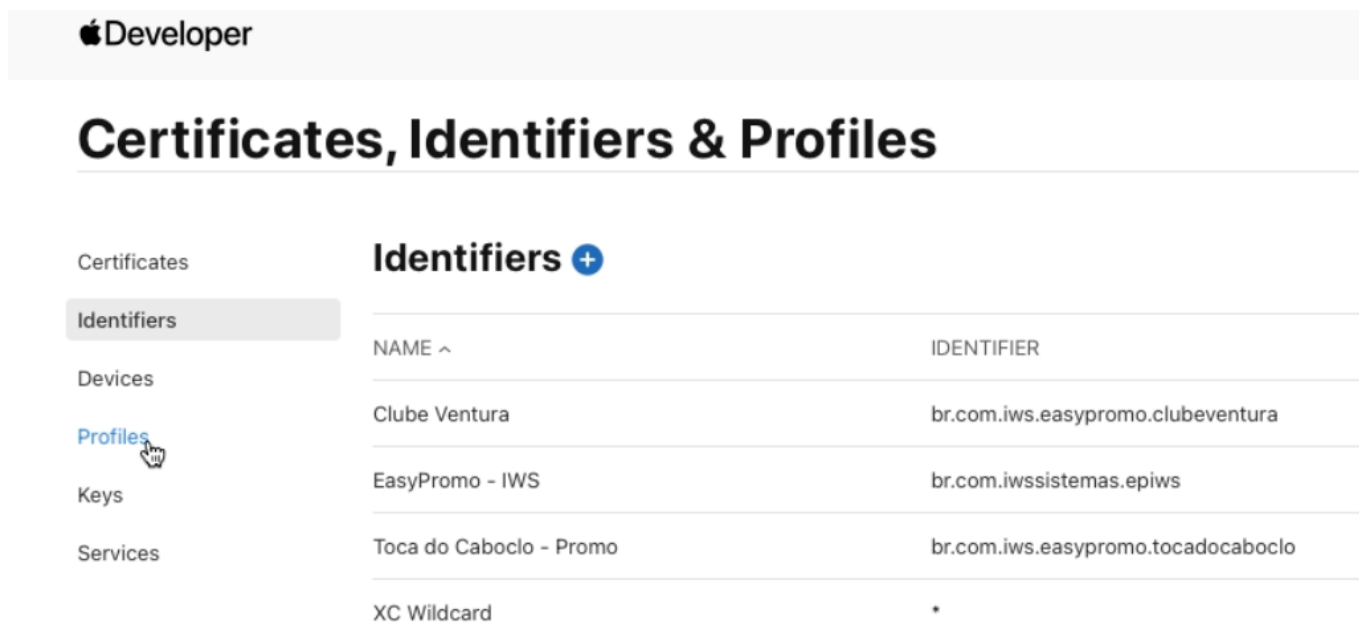 Developer
Certificates, Identifiers & Profiles
Certificates
Identifiers
Devices
Profiles
Keys
Services
Identifiers +
NAME IDENTIFIER
Clube Ventura br.com.iws.easypromo.clubeventura
EasyPromo - IWS br.com.iwssistemas.epiws
Toca do Caboclo - Promo br.com.iws.easypromo.tocadocaboclo
XC Wildcard *